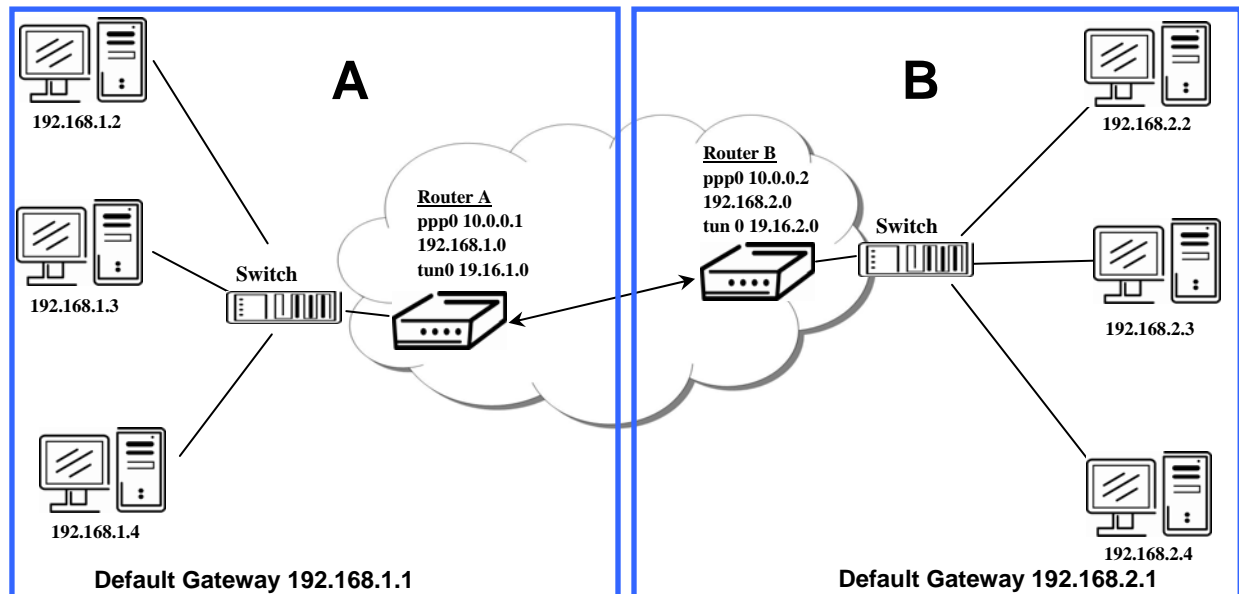 A
192.168.1.2
192.168.1.3
192.168.1.4
Switch
Router A
ppp0 10.0.0.1
192.168.1.0
tun0 19.16.1.0
Default Gateway 192.168.1.1
B
Router B
ppp0 10.0.0.2
192.168.2.0
tun 0 19.16.2.0
Switch
192.168.2.2
192.168.2.3
192.168.2.4
Default Gateway 192.168.2.1